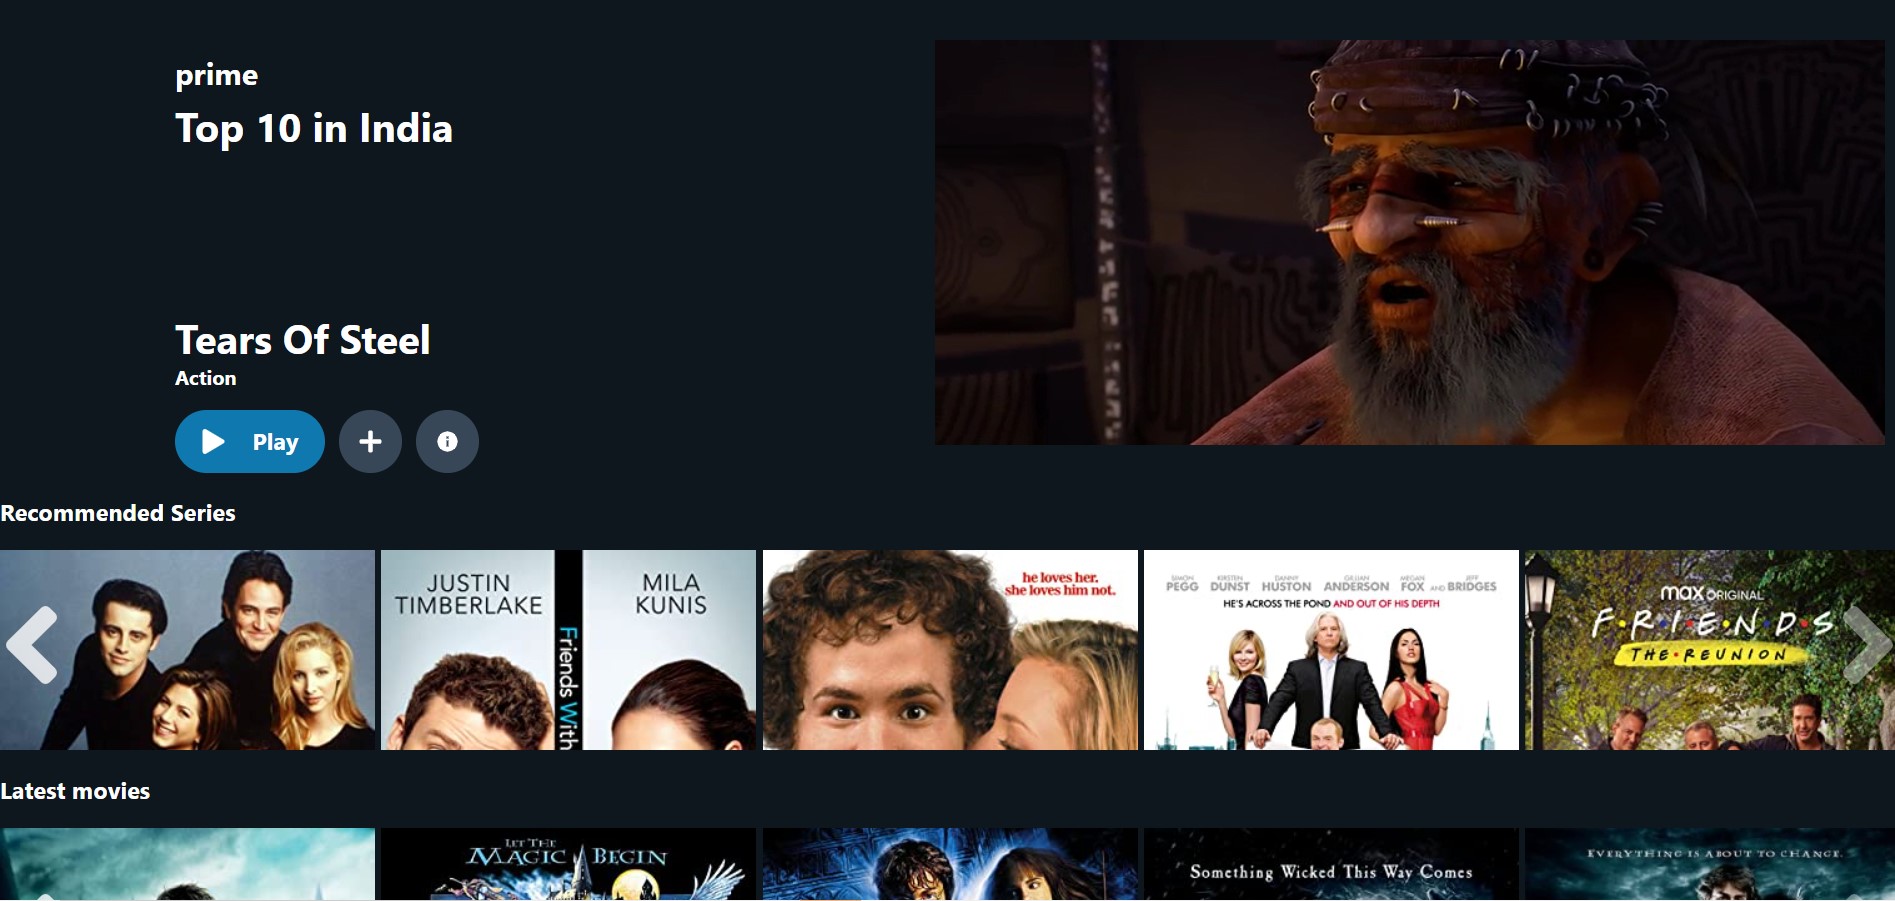 prime
Top 10 in India
Tears Of Steel
Action
Play
Recommended Series
JUSTIN
TIMBERLAKE
Friends With
MILA
KUNIS
he loves her.
she loves him not.
SIMON PEGG KIRSTEN DUNST DANNY HUSTON GILLIAN ANDERSON MEGAN FOX AND JEFF BRIDGES
HE'S ACROSS THE POND AND OUT OF HIS DEPTH
max ORIGINAL
F•R•I•E•N•D•S
THE•REUNION
Latest movies
LET THE
MAGIC BEGIN
Something Wicked This Way Comes
EVERYTHING IS ABOUT TO CHANGE.